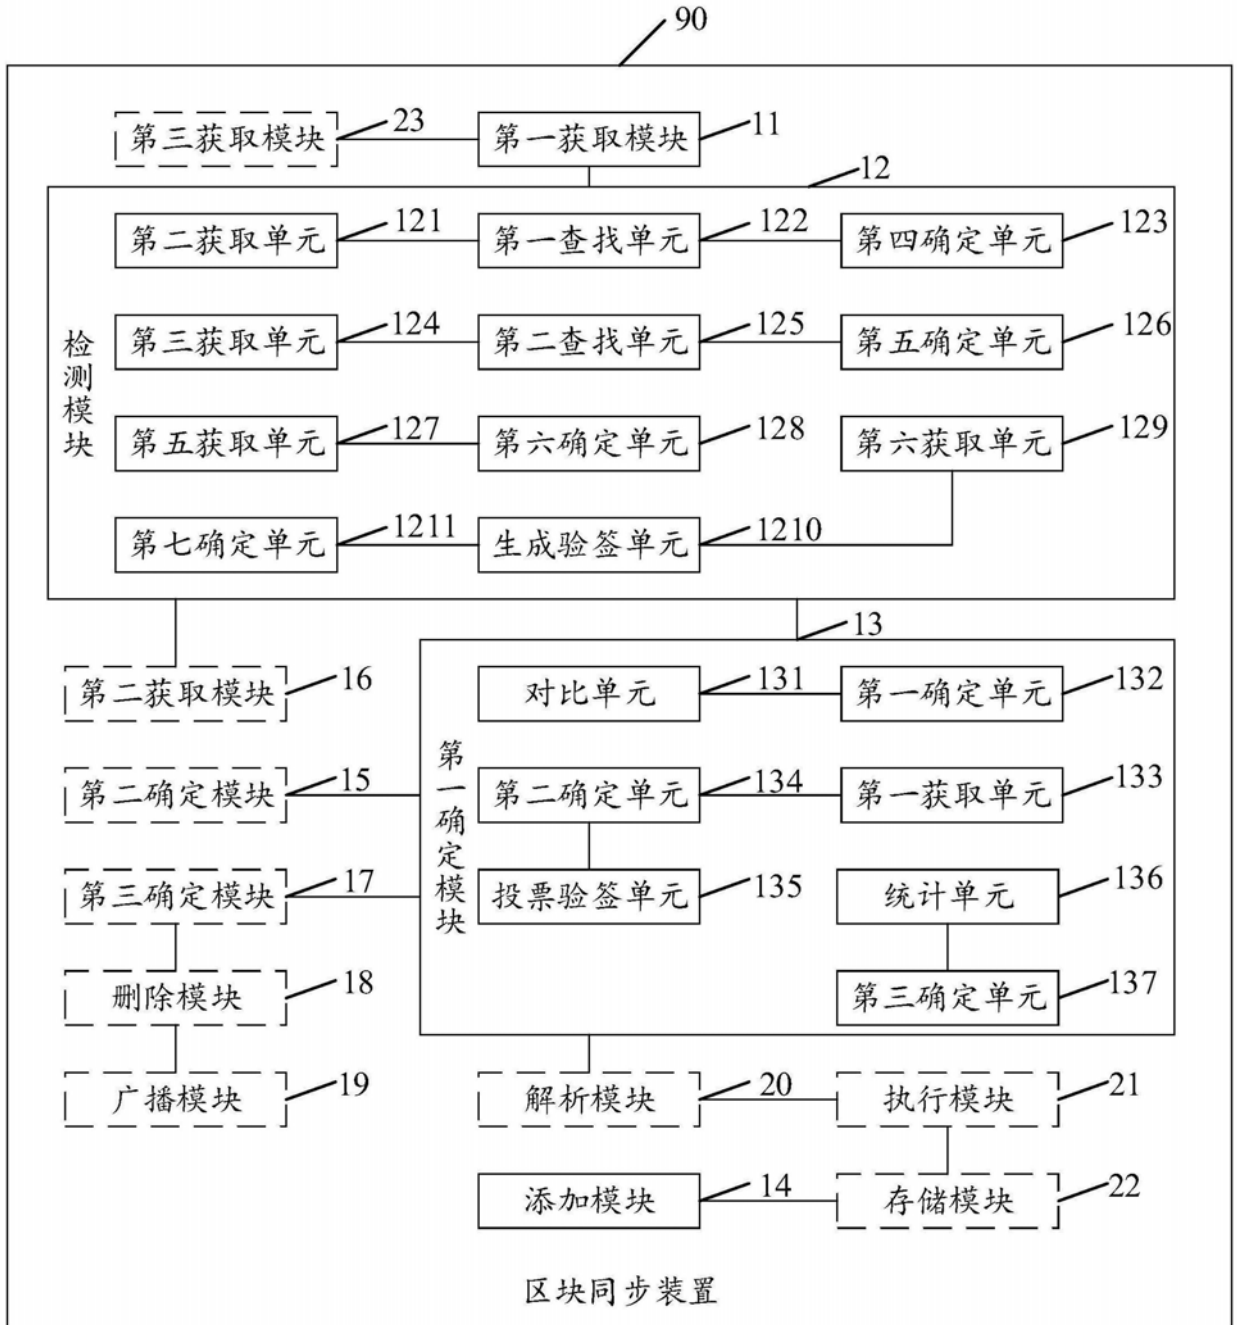 90
第三获取模块 23 第一获取模块 11
12
第二获取单元 121 第一查找单元 122 第四确定单元 123
第三获取单元 124 第二查找单元 125 第五确定单元 126
检测模块
第五获取单元 127 第六确定单元 128 第六获取单元 129
第七确定单元 1211 生成验签单元 1210
13
第二获取模块 16 对比单元 131 第一确定单元 132
第一确定模块
第二确定模块 15 第二确定单元 134 第一获取单元 133
第三确定模块 17 投票验签单元 135 统计单元 136
删除模块 18 第三确定单元 137
广播模块 19 解析模块 20 执行模块 21
添加模块 14 存储模块 22
区块同步装置